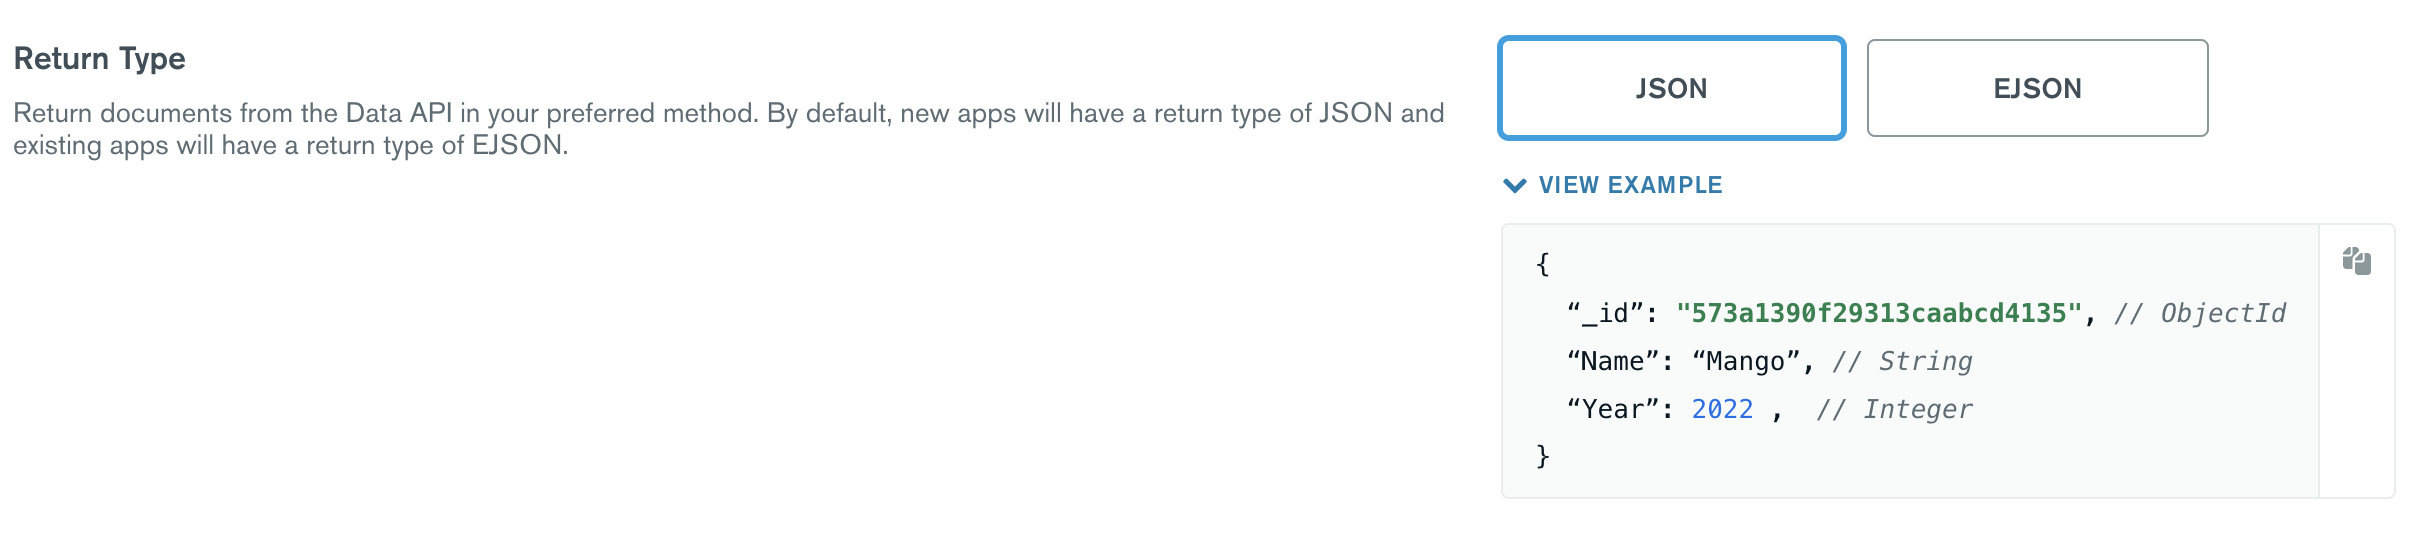 Return Type
Return documents from the Data API in your preferred method. By default, new apps will have a return type of JSON and
existing apps will have a return type of EJSON.
JSON
EJSON
VIEW EXAMPLE
{
“_id”: "573a1390f29313caabcd4135", // ObjectId
“Name”: “Mango”, // String
“Year”: 2022 ,  // Integer
}